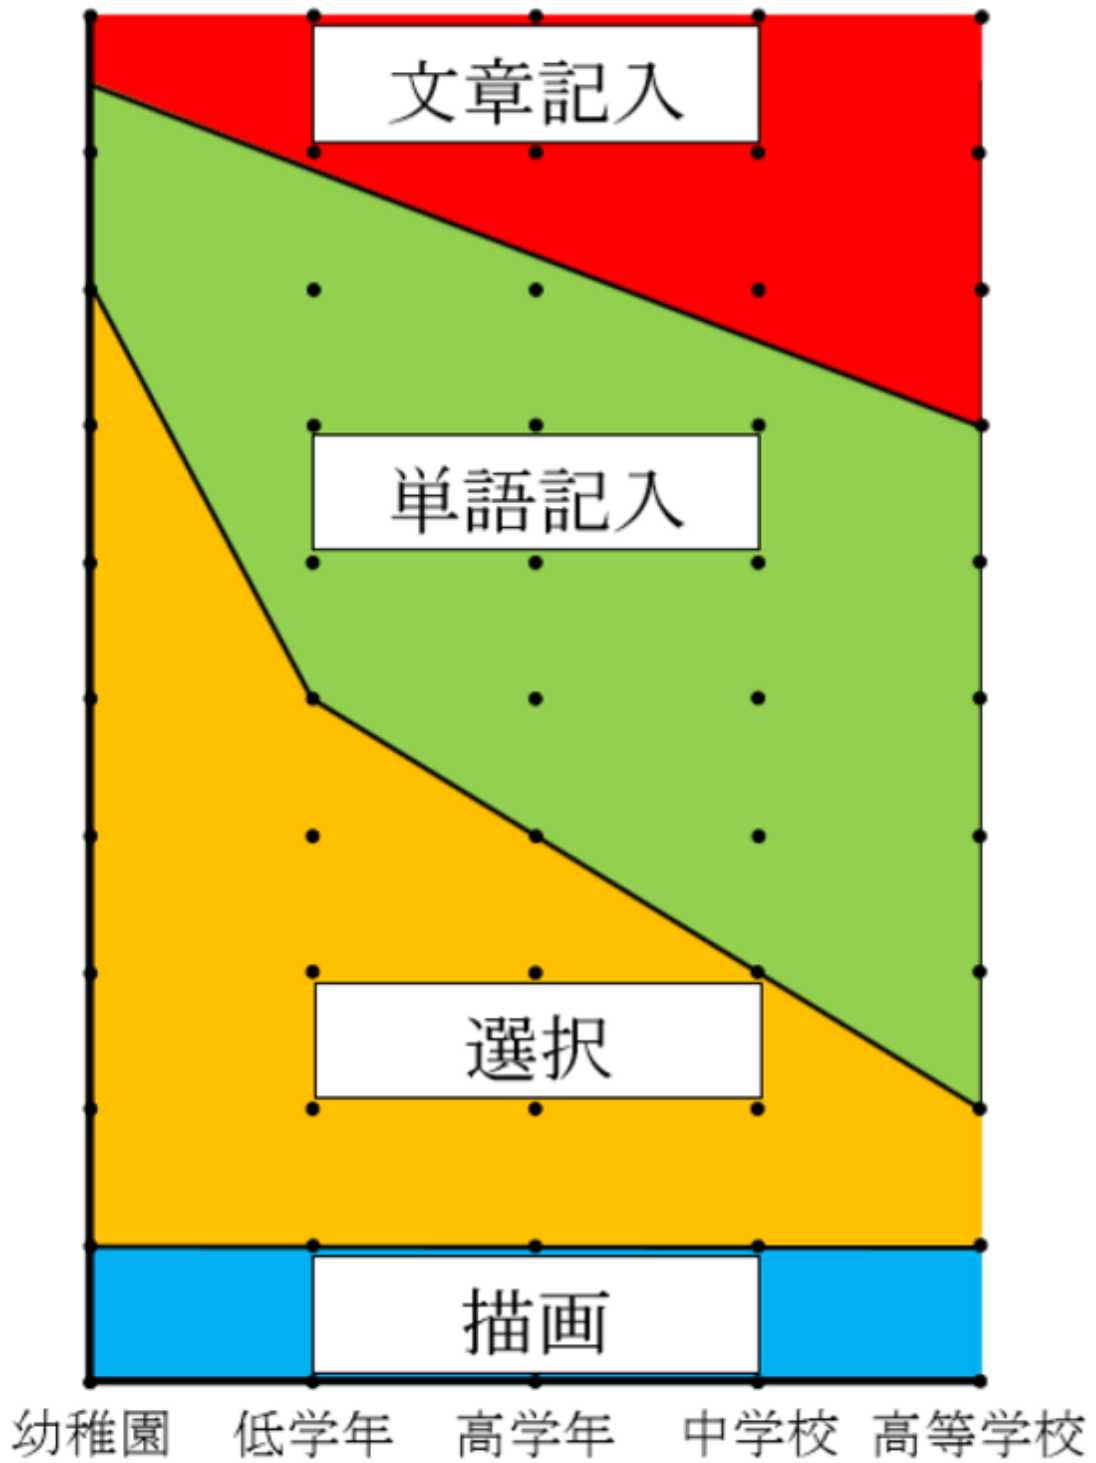 文章記入
単語記入
選択
描画
幼稚園 低学年 高学年 中学校 高等学校